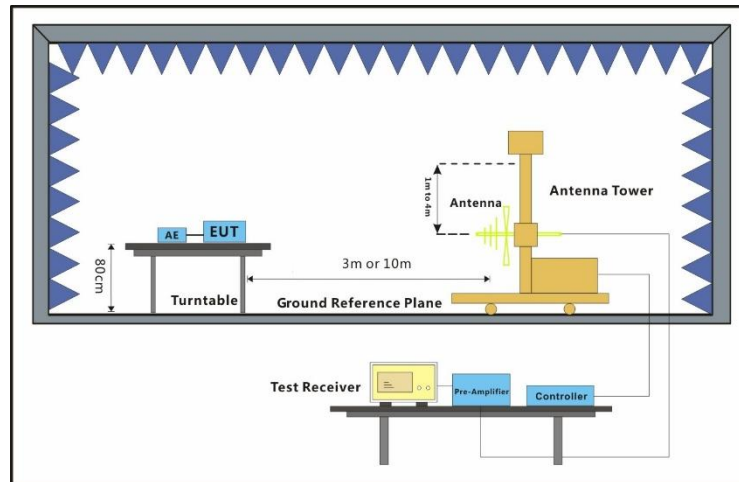 1m to 4m
Antenna
Antenna Tower
AE
EUT
80cm
3m or 10m
Turntable
Ground Reference Plane
Test Receiver
Pre-Amplifier
Controller